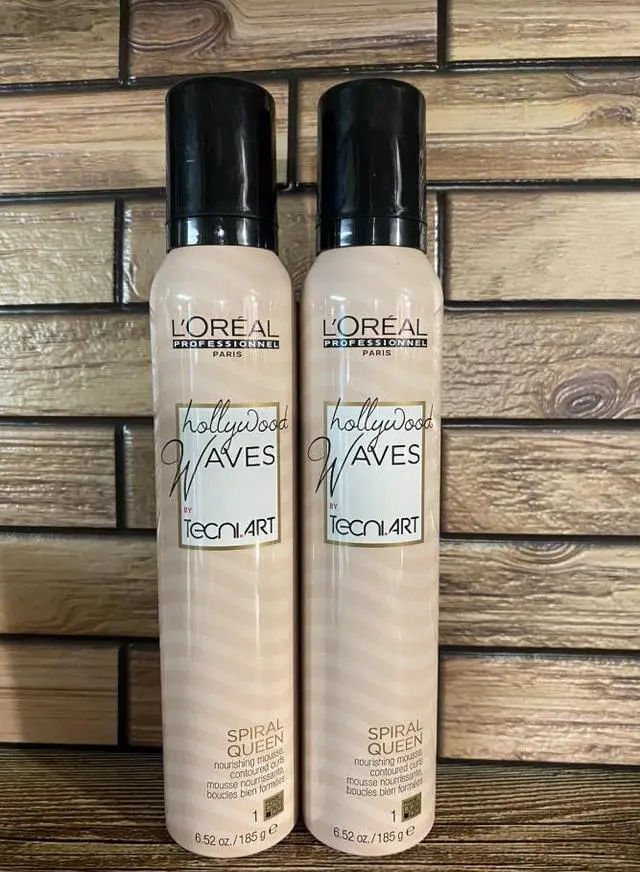 L'ORÉAL
PROFESSIONNEL
PARIS
hollywood
WAVES
BY
TECNI.ART
SPIRAL
QUEEN
nourishing mousse,
contoured curls
mousse nourrissante,
boucles bien formées
1
6.52 oz./185 g e
L'ORÉAL
PROFESSIONNEL
PARIS
hollywood
WAVES
BY
TECNI.ART
SPIRAL
QUEEN
nourishing mousse,
contoured curls
mousse nourrissante,
boucles bien formées
1
6.52 oz./185 g e